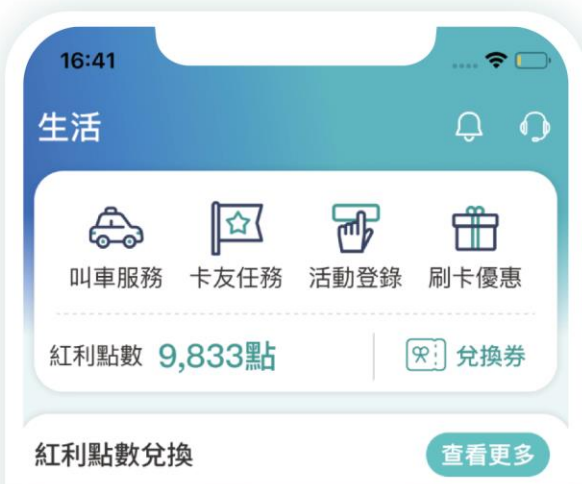 16:41
生活
叫車服務 卡友任務 活動登錄 刷卡優惠
紅利點數 9,833點 兌換券
紅利點數兌換 查看更多